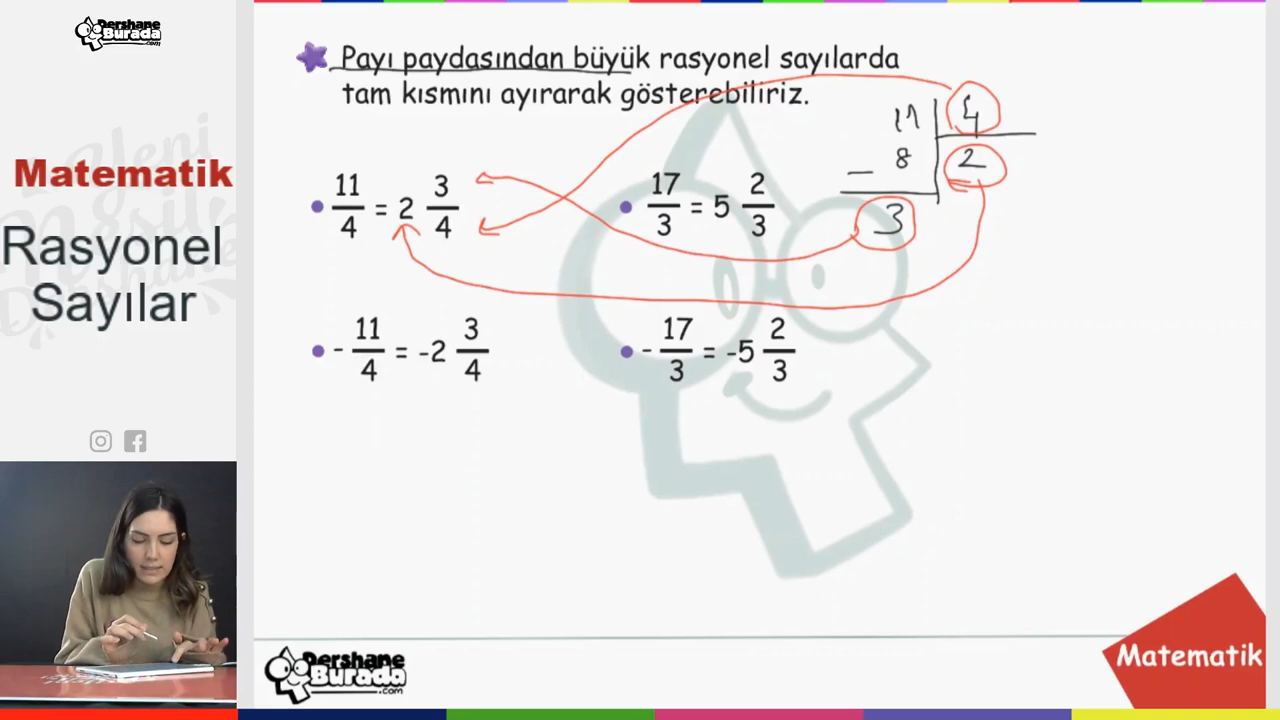 Dershane
Burada
.com
Matematik
Rasyonel
Sayılar
Payı paydasından büyük rasyonel sayılarda
tam kısmını ayırarak gösterebiliriz.
11/4 = 2 3/4
17/3 = 5 2/3
11 4
- 8 2
3
- 11/4 = -2 3/4
- 17/3 = -5 2/3
Dershane
Burada
.com
Matematik